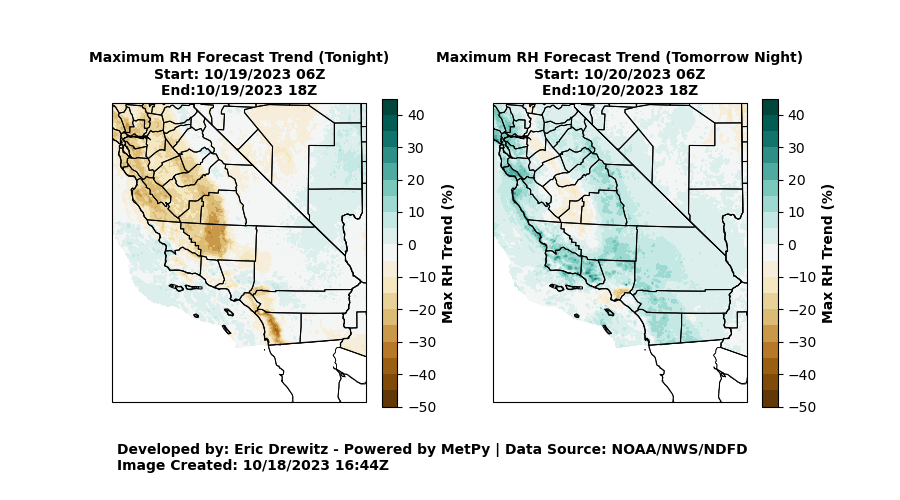 Maximum RH Forecast Trend (Tonight)
Start: 10/19/2023 06Z
End:10/19/2023 18Z
40
30
20
10
0
−10
−20
−30
−40
−50
Max RH Trend (%)
Maximum RH Forecast Trend (Tomorrow Night)
Start: 10/20/2023 06Z
End:10/20/2023 18Z
40
30
20
10
0
−10
−20
−30
−40
−50
Max RH Trend (%)
Developed by: Eric Drewitz - Powered by MetPy | Data Source: NOAA/NWS/NDFD
Image Created: 10/18/2023 16:44Z